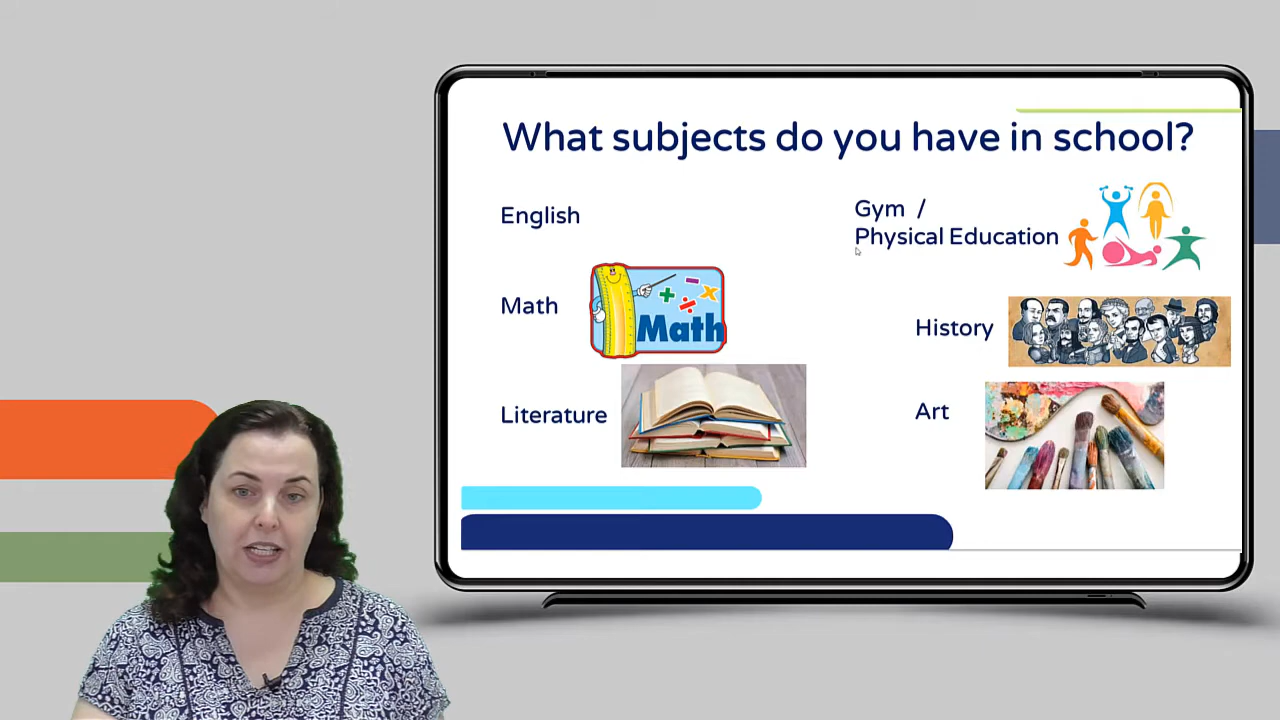 What subjects do you have in school?
English
Math
Math
Literature
Gym /
Physical Education
History
Art